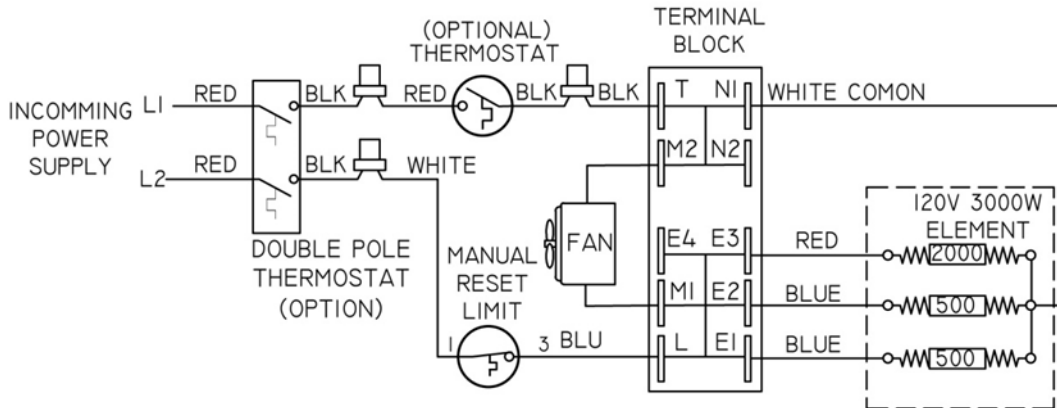 (OPTIONAL)
THERMOSTAT
TERMINAL
BLOCK
INCOMMING
POWER
SUPPLY
L1
RED
BLK
RED
BLK
BLK
T
N1
WHITE COMON
L2
RED
BLK
WHITE
M2
N2
DOUBLE POLE
THERMOSTAT
(OPTION)
MANUAL
RESET
LIMIT
FAN
E4
E3
RED
120V 3000W
ELEMENT
2000
M1
E2
BLUE
500
1
3 BLU
L
E1
BLUE
500